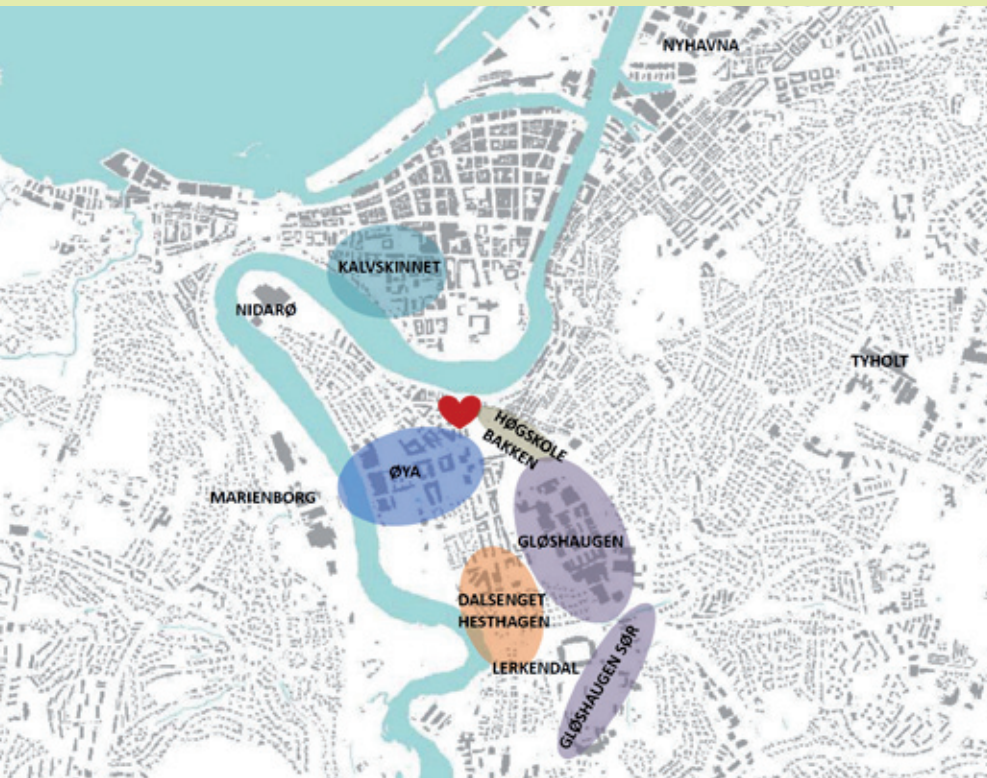 NYHAVNA
KALVSKINNET
NIDARØ
TYHOLT
HØGSKOLE
BAKKEN
ØYA
MARIENBORG
GLØSHAUGEN
DALSENGET
HESTHAGEN
LERKENDAL
GLØSHAUGEN SØR